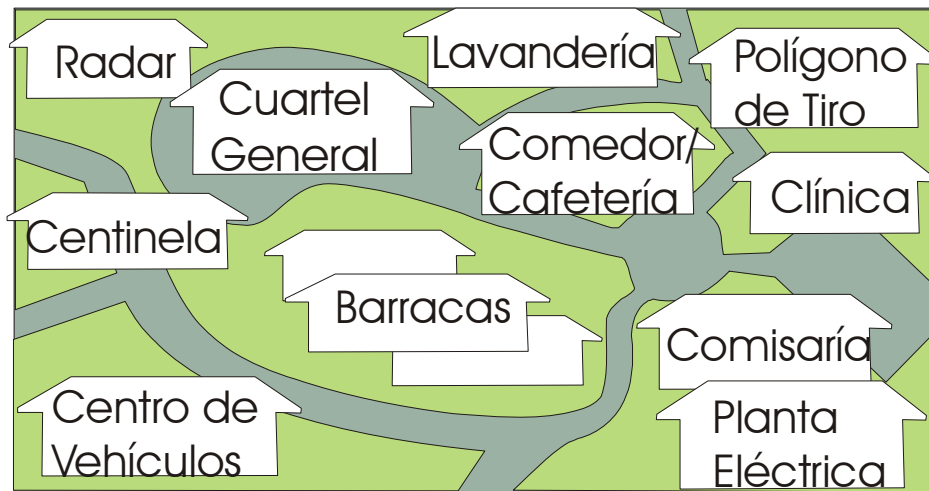 Radar
Lavandería
Polígono
de Tiro
Cuartel
General
Comedor/
Cafetería
Clínica
Centinela
Barracas
Comisaría
Centro de
Vehículos
Planta
Eléctrica